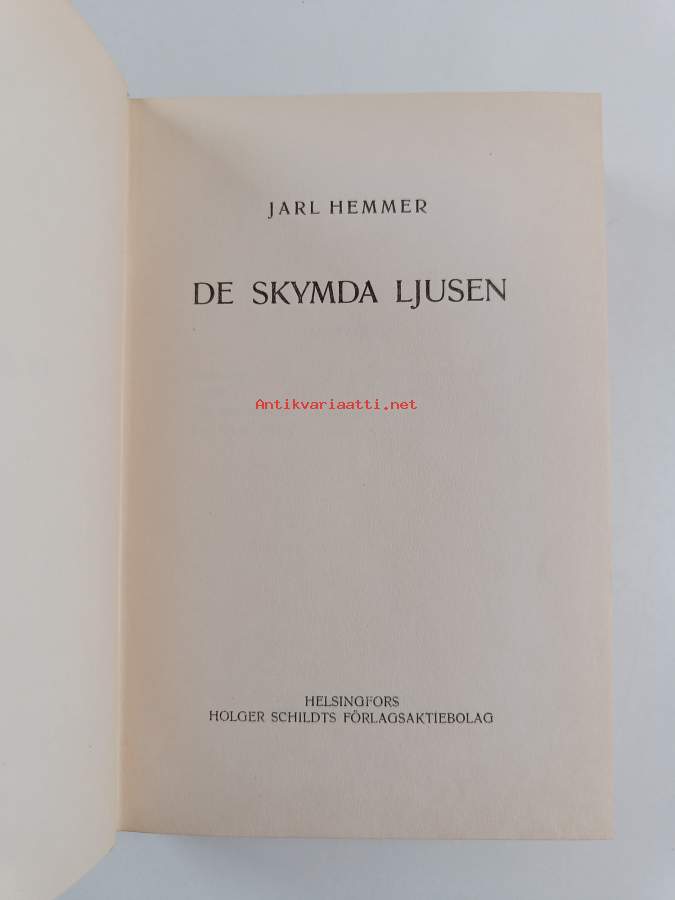 JARL HEMMER
DE SKYMDA LJUSEN
Antikvariaatti.net
HELSINGFORS
HOLGER SCHILDTS FÖRLAGSAKTIEBOLAG